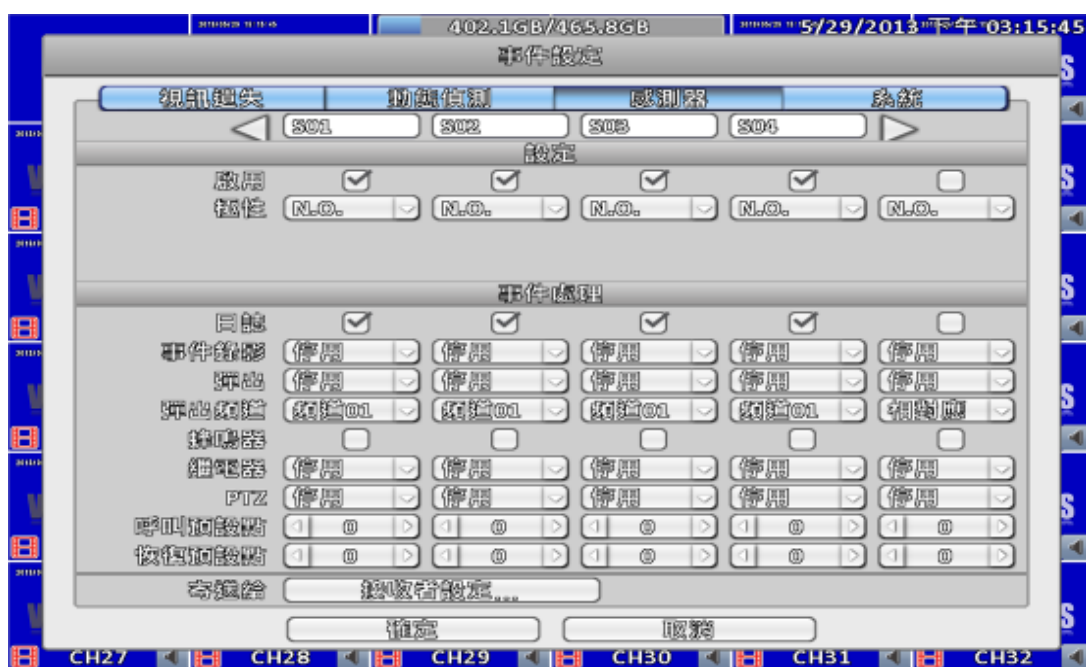 402.1GB/465.8GB 5/29/2013 下午 03:15:45
事件設定
視訊遺失 動態偵測 感測器 系統
S01 S02 S03 S04
設定
啟用
極性 N.O. N.O. N.O. N.O. N.O.
事件處理
日誌
事件錄影 停用 停用 停用 停用 停用
彈出 停用 停用 停用 停用 停用
彈出頻道 頻道01 頻道01 頻道01 頻道01 相對應
蜂鳴器
繼電器 停用 停用 停用 停用 停用
PTZ 停用 停用 停用 停用 停用
呼叫預設點 0 0 0 0 0
恢復預設點 0 0 0 0 0
寄送給 接收者設定...
確定 取消
CH27 CH28 CH29 CH30 CH31 CH32